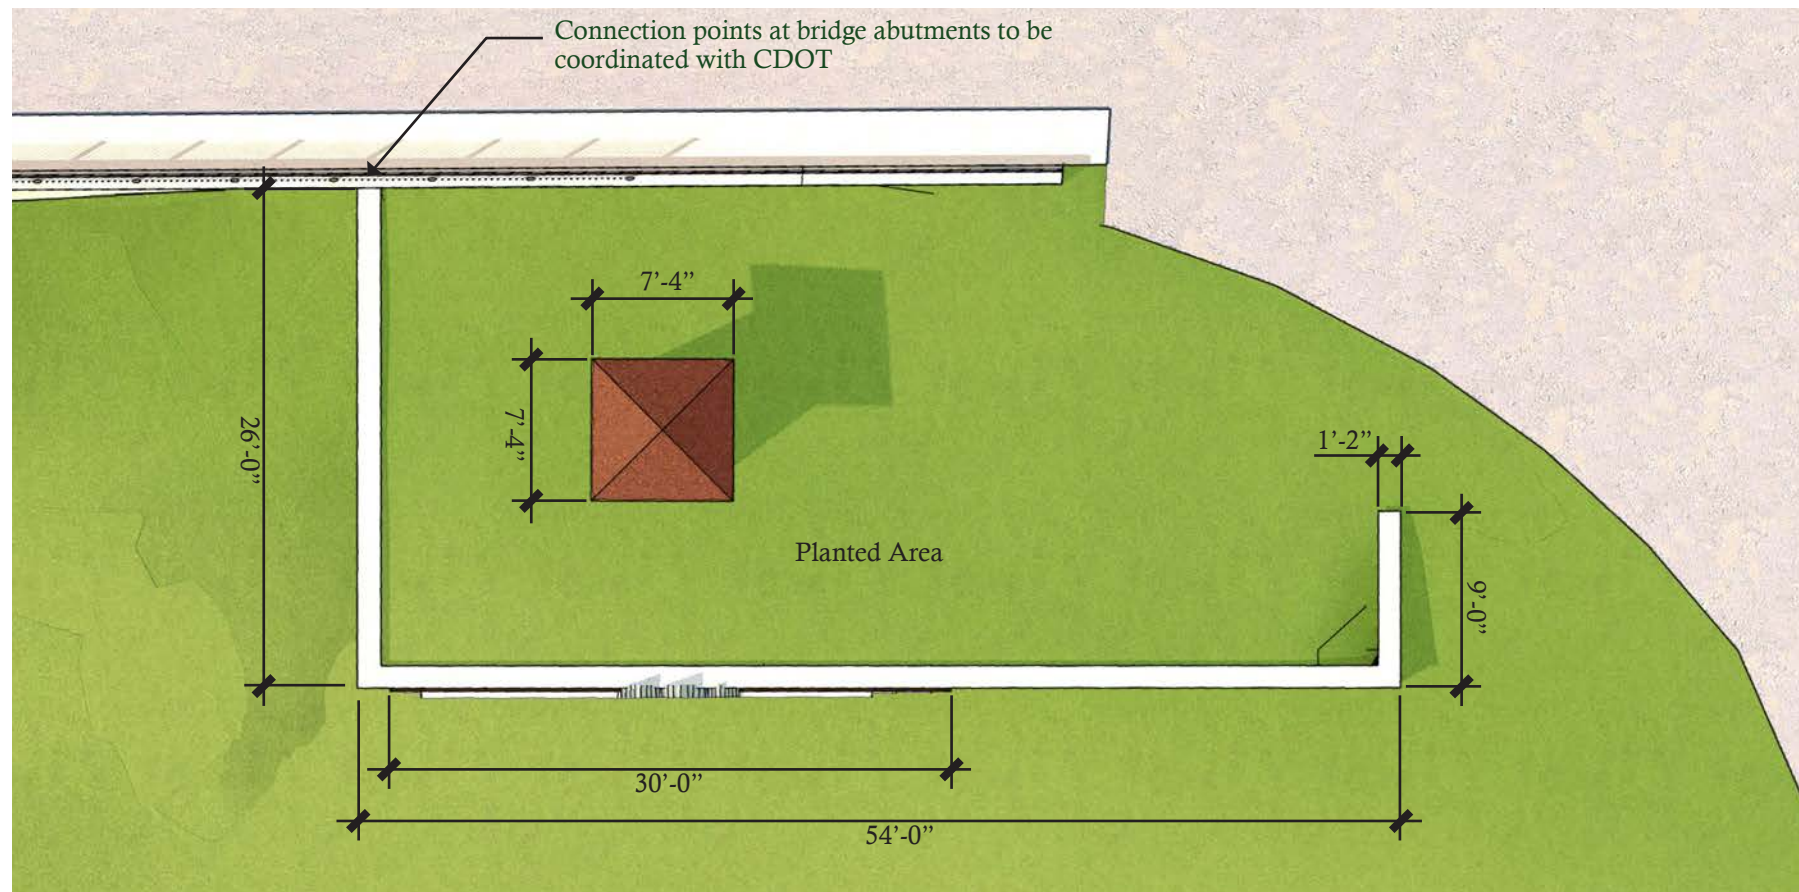 Connection points at bridge abutments to be
coordinated with CDOT
7’-4”
7’-4”
26’-0”
1’-2”
9’-0”
Planted Area
30’-0”
54’-0”